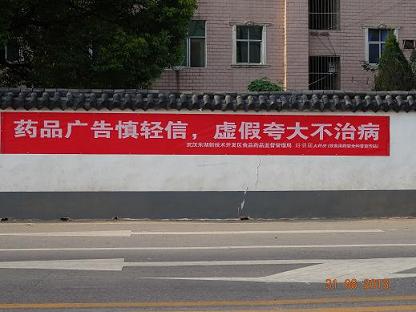 药品广告慎轻信，虚假夸大不治病
武汉东湖新技术开发区食品药品监督管理局
31 08 2013